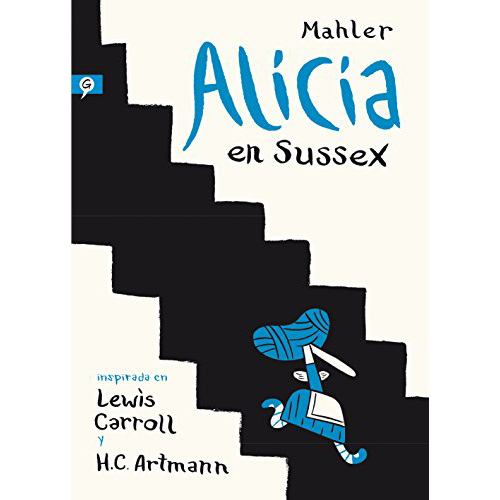 Mahler
Alicia
en Sussex
G
inspirada en
Lewis
Carroll
y
H.C. Artmann